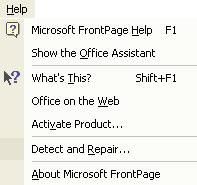 Help
Microsoft FrontPage Help F1
Show the Office Assistant
What's This? Shift+F1
Office on the Web
Activate Product...
Detect and Repair...
About Microsoft FrontPage